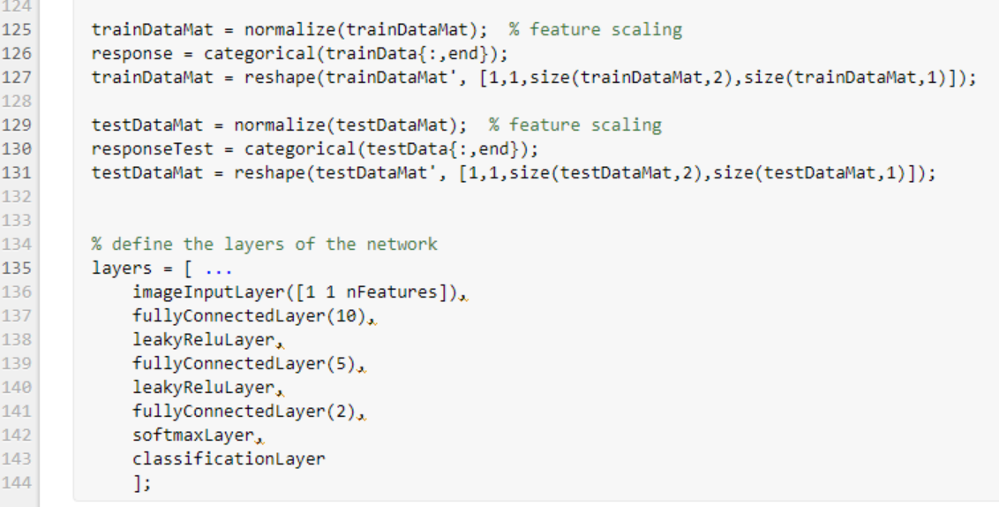 124
125 trainDataMat = normalize(trainDataMat);  % feature scaling
126 response = categorical(trainData{:,end});
127 trainDataMat = reshape(trainDataMat', [1,1,size(trainDataMat,2),size(trainDataMat,1)]);
128
129 testDataMat = normalize(testDataMat);  % feature scaling
130 responseTest = categorical(testData{:,end});
131 testDataMat = reshape(testDataMat', [1,1,size(testDataMat,2),size(testDataMat,1)]);
132
133
134 % define the layers of the network
135 layers = [ ...
136     imageInputLayer([1 1 nFeatures]),
137     fullyConnectedLayer(10),
138     leakyReluLayer,
139     fullyConnectedLayer(5),
140     leakyReluLayer,
141     fullyConnectedLayer(2),
142     softmaxLayer,
143     classificationLayer
144     ];